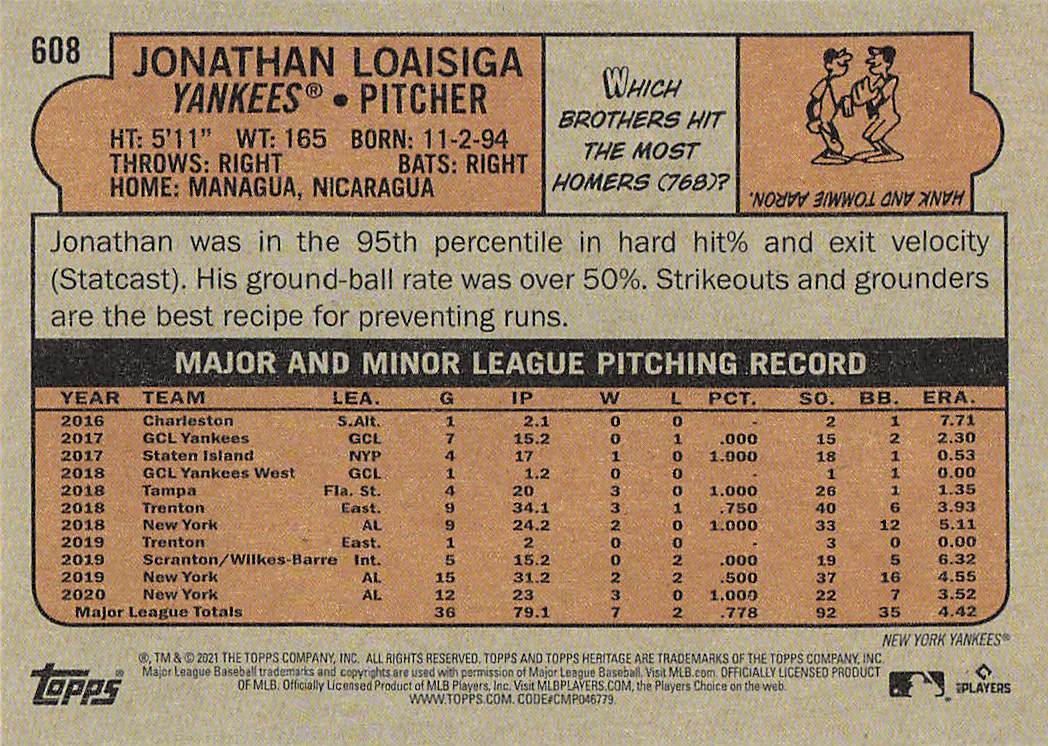 608
JONATHAN LOAISIGA
YANKEES® • PITCHER
HT: 5'11" WT: 165 BORN: 11-2-94
THROWS: RIGHT BATS: RIGHT
HOME: MANAGUA, NICARAGUA
WHICH
BROTHERS HIT
THE MOST
HOMERS (768)?
HANK AND TOMMIE AARON.
Jonathan was in the 95th percentile in hard hit% and exit velocity
(Statcast). His ground-ball rate was over 50%. Strikeouts and grounders
are the best recipe for preventing runs.
MAJOR AND MINOR LEAGUE PITCHING RECORD
YEAR TEAM LEA. G IP W L PCT. SO. BB. ERA.
2016 Charleston S.Alt. 1 2.1 0 0 - 2 1 7.71
2017 GCL Yankees GCL 7 15.2 0 1 .000 15 2 2.30
2017 Staten Island NYP 4 17 1 0 1.000 18 1 0.53
2018 GCL Yankees West GCL 1 1.2 0 0 - 1 1 0.00
2018 Tampa Fla. St. 4 20 3 0 1.000 26 1 1.35
2018 Trenton East. 9 34.1 3 1 .750 40 6 3.93
2018 New York AL 9 24.2 2 0 1.000 33 12 5.11
2019 Trenton East. 1 2 0 0 - 3 0 0.00
2019 Scranton/Wilkes-Barre Int. 5 15.2 0 2 .000 19 5 6.32
2019 New York AL 15 31.2 2 2 .500 37 16 4.55
2020 New York AL 12 23 3 0 1.000 22 7 3.52
Major League Totals 36 79.1 7 2 .778 92 35 4.42
NEW YORK YANKEES®
®, TM & © 2021 THE TOPPS COMPANY, INC. ALL RIGHTS RESERVED. TOPPS AND TOPPS HERITAGE ARE TRADEMARKS OF THE TOPPS COMPANY, INC.
Major League Baseball trademarks and copyrights are used with permission of Major League Baseball. Visit MLB.com. OFFICIALLY LICENSED PRODUCT
OF MLB. Officially Licensed Product of MLB Players, Inc. Visit MLBPLAYERS.COM, the Players Choice on the web.
WWW.TOPPS.COM. CODE#CMP046779.
topps®
MLB PLAYERS